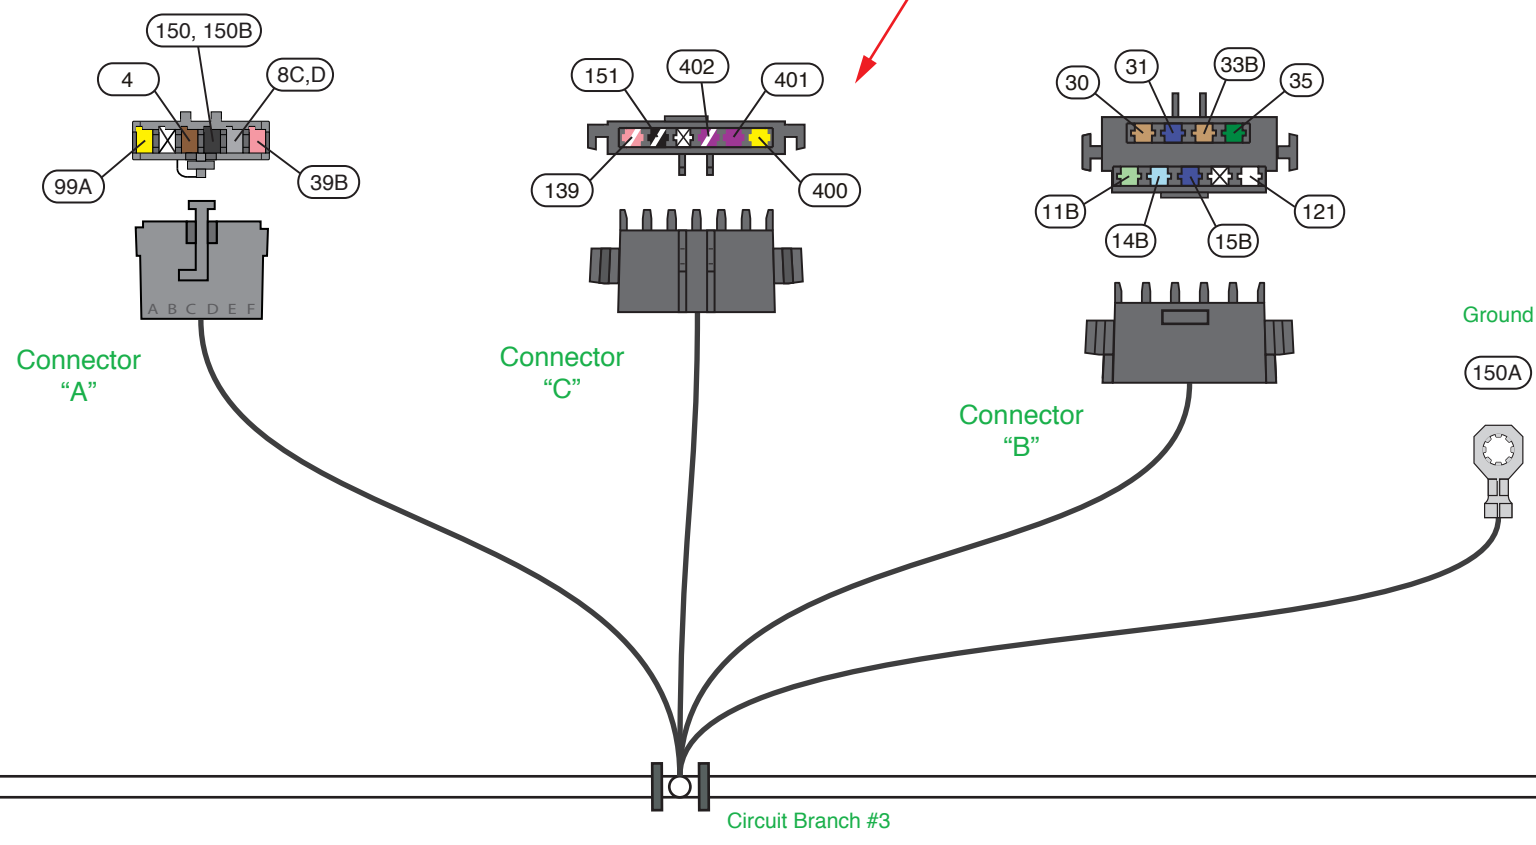 150, 150B
4
8C,D
99A
39B
A B C D E F
Connector
“A”
151
402
401
139
400
Connector
“C”
30
31
33B
35
11B
14B
15B
121
Connector
“B”
Ground
150A
Circuit Branch #3